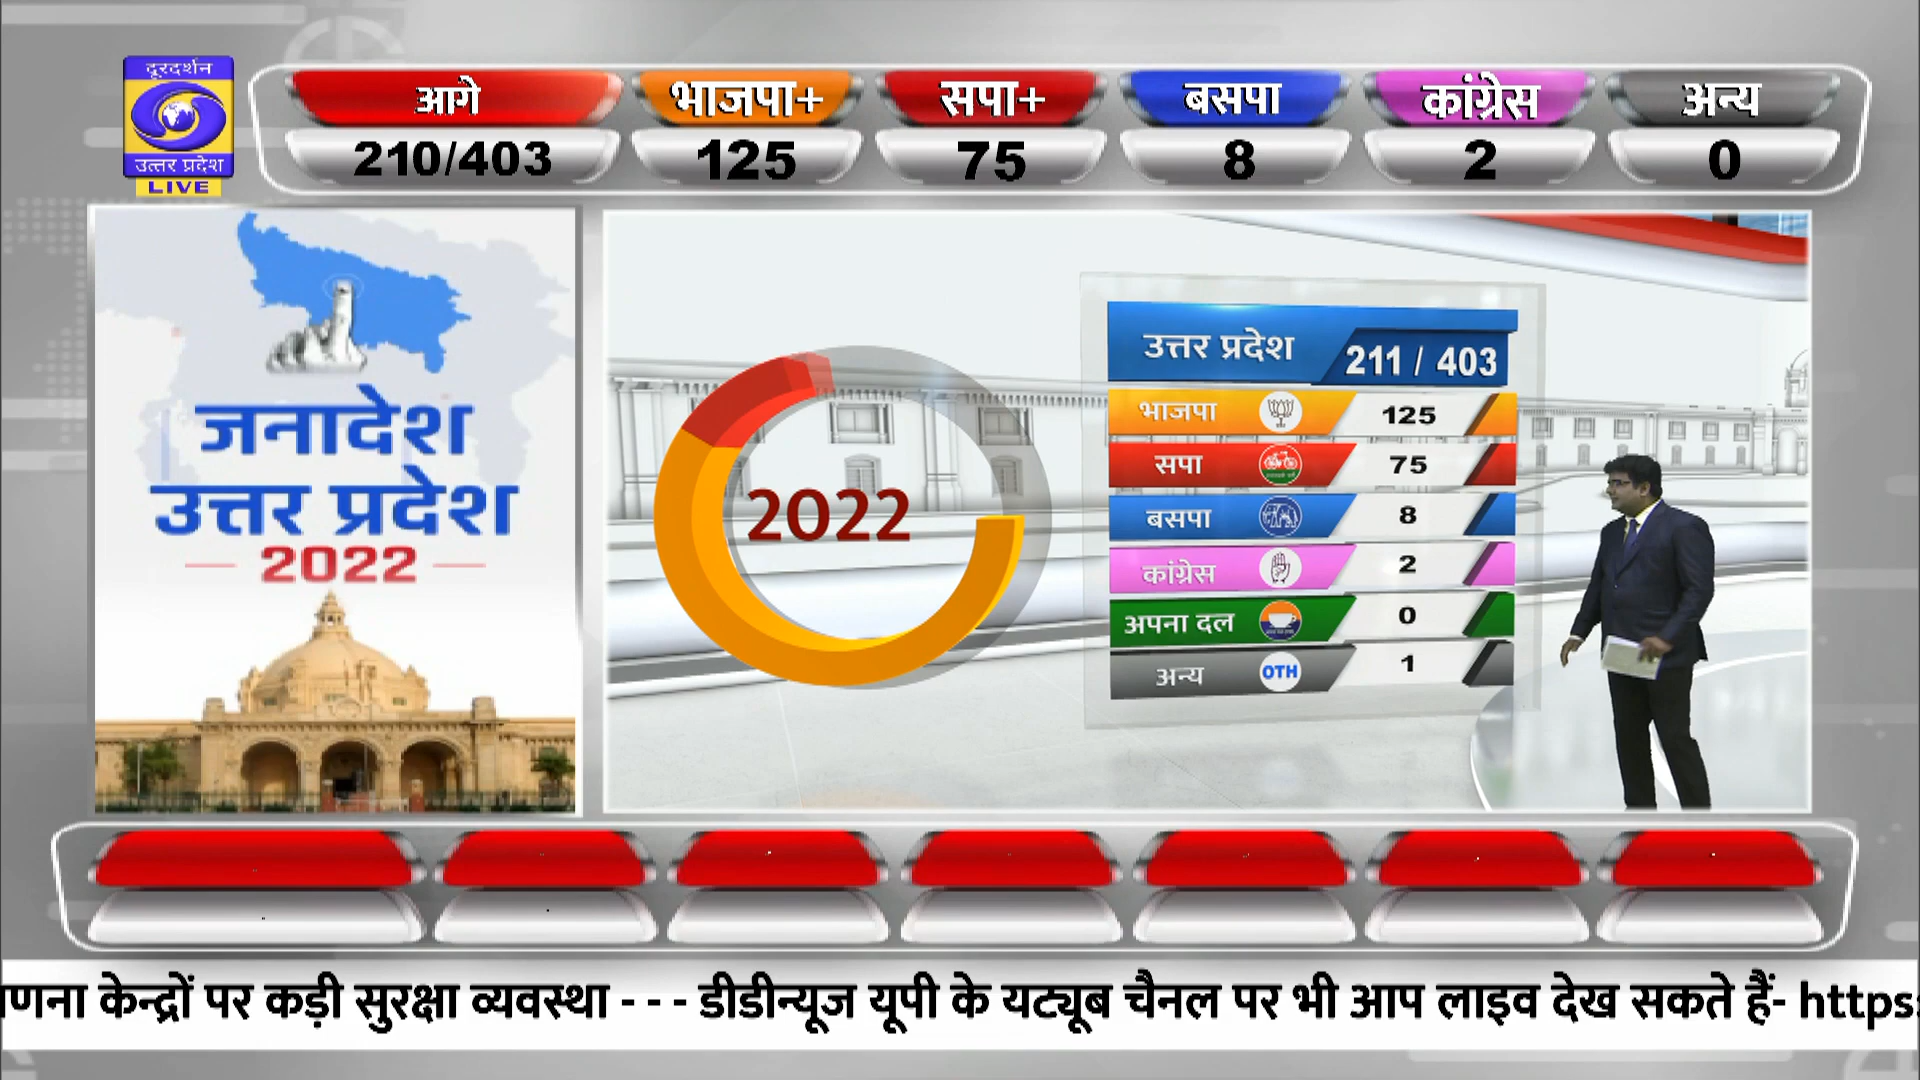 दूरदर्शन
उत्तर प्रदेश
LIVE
आगे भाजपा+ सपा+ बसपा कांग्रेस अन्य
210/403 125 75 8 2 0
जनादेश
उत्तर प्रदेश
2022
2022
उत्तर प्रदेश 211 / 403
भाजपा 125
सपा 75
बसपा 8
कांग्रेस 2
अपना दल 0
अन्य OTH 1
केन्द्रों पर कड़ी सुरक्षा व्यवस्था - - - डीडीन्यूज यूपी के यट्यूब चैनल पर भी आप लाइव देख सकते हैं- https: